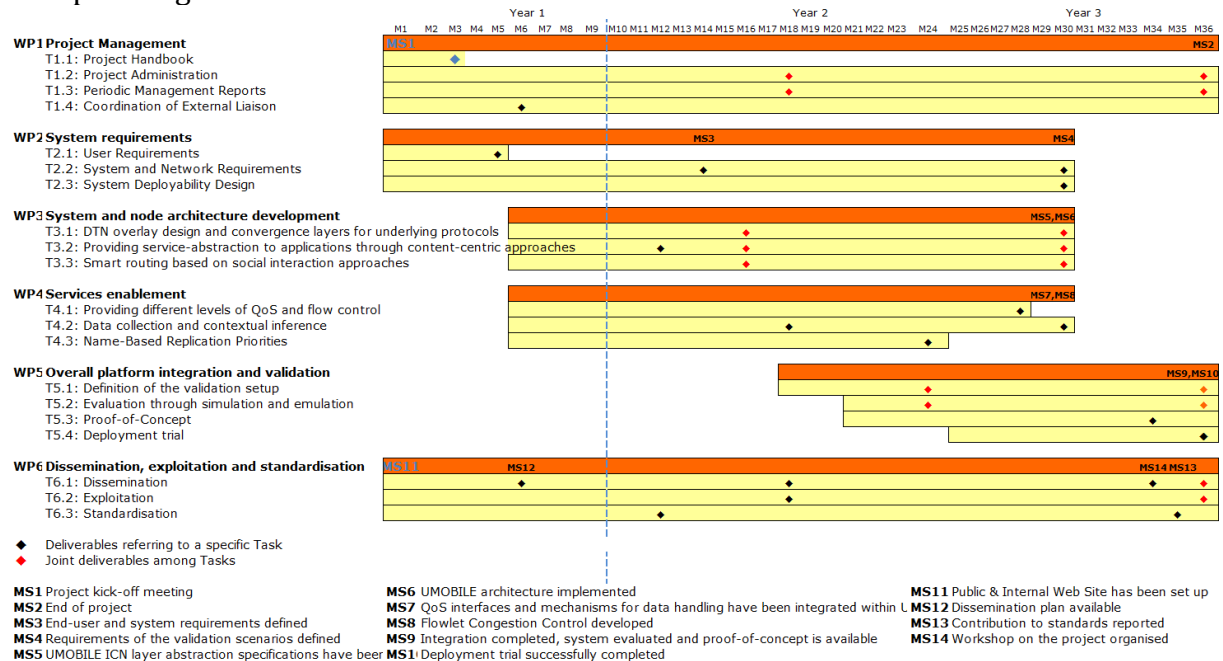 Year 1 Year 2 Year 3
M1 M2 M3 M4 M5 M6 M7 M8 M9 M10 M11 M12 M13 M14 M15 M16 M17 M18 M19 M20 M21 M22 M23 M24 M25 M26 M27 M28 M29 M30 M31 M32 M33 M34 M35 M36
WP1 Project Management MS1 MS2
T1.1: Project Handbook
T1.2: Project Administration
T1.3: Periodic Management Reports
T1.4: Coordination of External Liaison
WP2 System requirements MS3 MS4
T2.1: User Requirements
T2.2: System and Network Requirements
T2.3: System Deployability Design
WP3 System and node architecture development MS5,MS6
T3.1: DTN overlay design and convergence layers for underlying protocols
T3.2: Providing service-abstraction to applications through content-centric approaches
T3.3: Smart routing based on social interaction approaches
WP4 Services enablement MS7,MS8
T4.1: Providing different levels of QoS and flow control
T4.2: Data collection and contextual inference
T4.3: Name-Based Replication Priorities
WP5 Overall platform integration and validation MS9,MS10
T5.1: Definition of the validation setup
T5.2: Evaluation through simulation and emulation
T5.3: Proof-of-Concept
T5.4: Deployment trial
WP6 Dissemination, exploitation and standardisation MS11 MS12 MS14 MS13
T6.1: Dissemination
T6.2: Exploitation
T6.3: Standardisation
Deliverables referring to a specific Task
Joint deliverables among Tasks
MS1 Project kick-off meeting
MS2 End of project
MS3 End-user and system requirements defined
MS4 Requirements of the validation scenarios defined
MS5 UMOBILE ICN layer abstraction specifications have beer
MS6 UMOBILE architecture implemented
MS7 QoS interfaces and mechanisms for data handling have been integrated within U
MS8 Flowlet Congestion Control developed
MS9 Integration completed, system evaluated and proof-of-concept is available
MS1( Deployment trial successfully completed
MS11 Public & Internal Web Site has been set up
MS12 Dissemination plan available
MS13 Contribution to standards reported
MS14 Workshop on the project organised